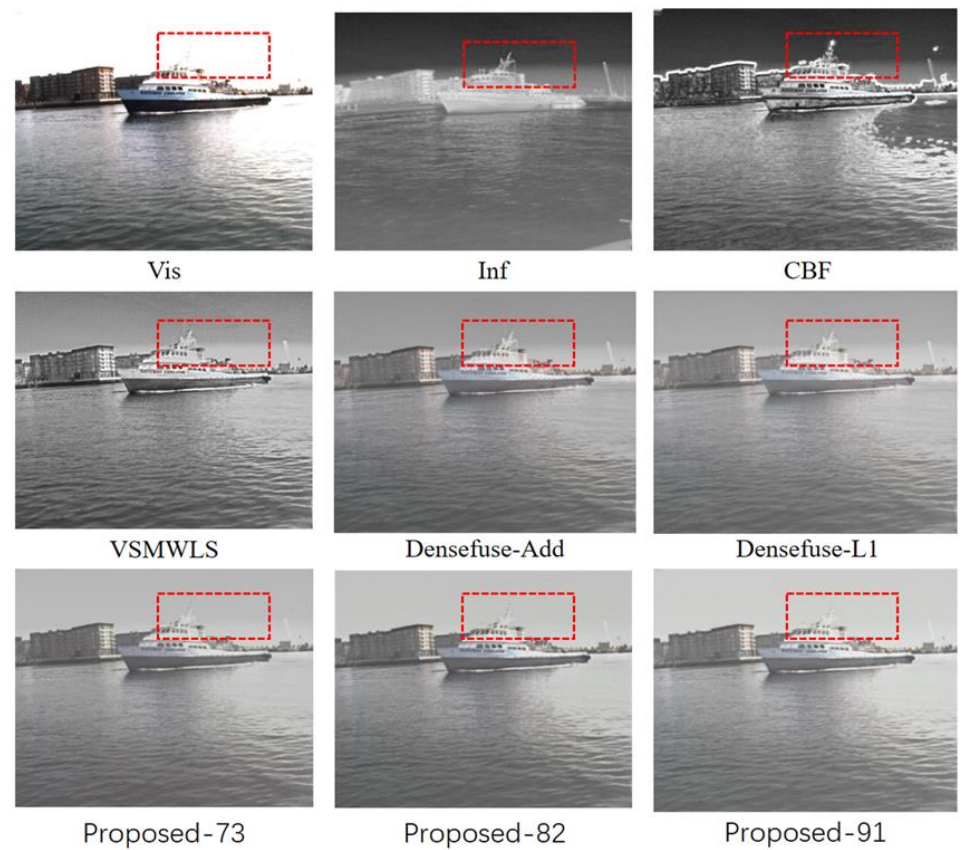 Vis
Inf
CBF
VSMWLS
Densefuse-Add
Densefuse-L1
Proposed-73
Proposed-82
Proposed-91